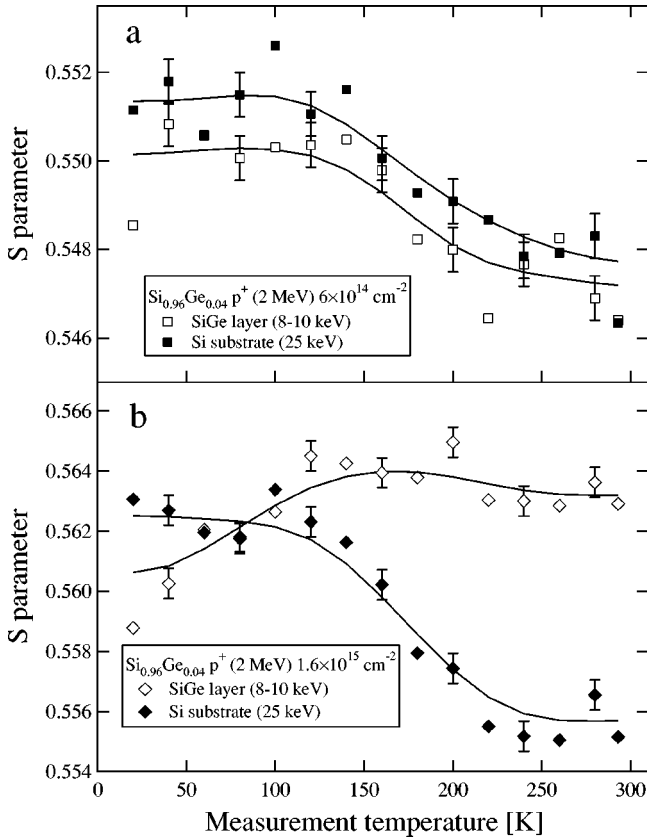 a
0.552
0.550
0.548
0.546
S parameter
Si0.96Ge0.04 p+ (2 MeV) 6×10^14 cm^-2
SiGe layer (8-10 keV)
Si substrate (25 keV)
b
0.566
0.564
0.562
0.560
0.558
0.556
0.554
S parameter
Si0.96Ge0.04 p+ (2 MeV) 1.6×10^15 cm^-2
SiGe layer (8-10 keV)
Si substrate (25 keV)
0 50 100 150 200 250 300
Measurement temperature [K]